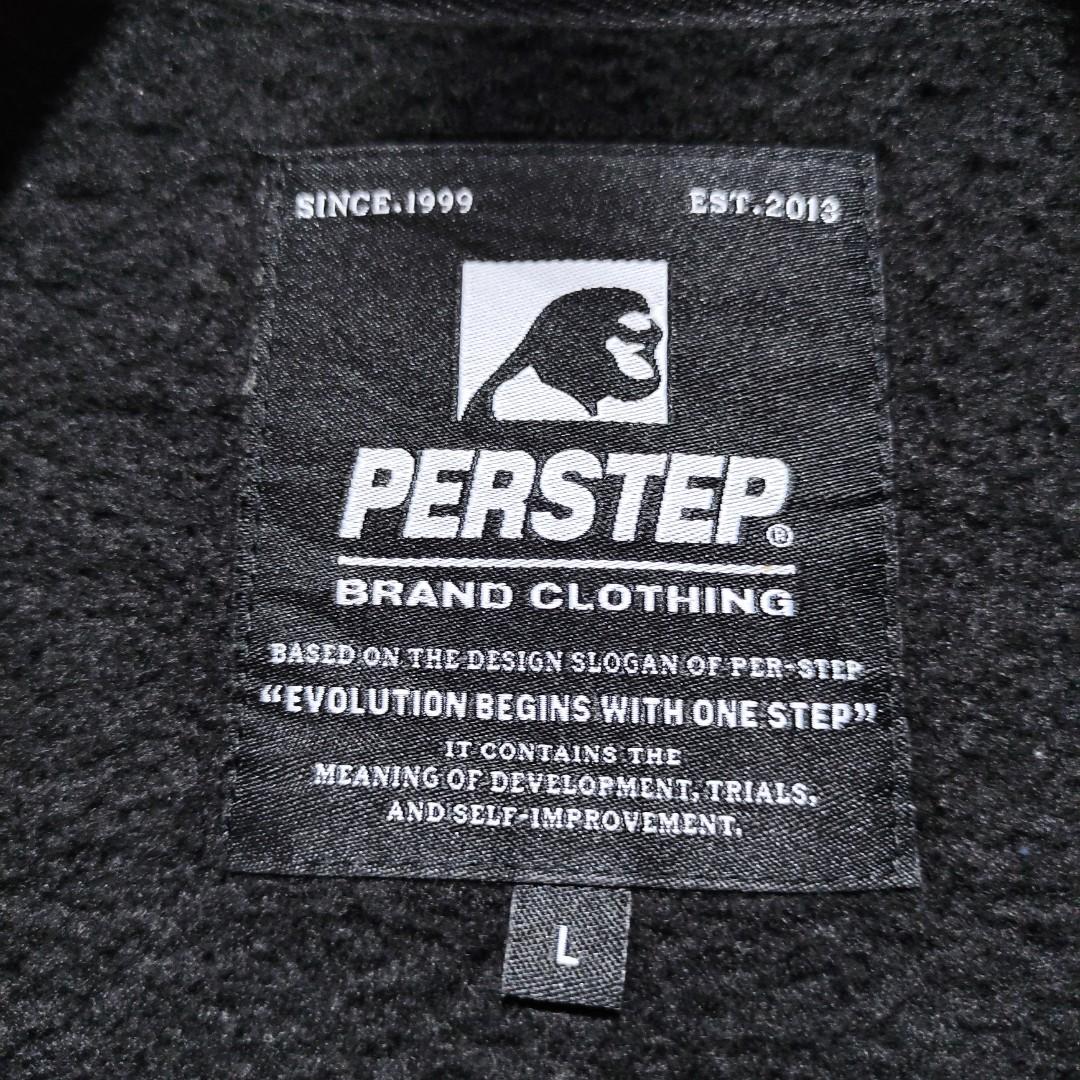 SINCE.1999
EST.2013
PERSTEP®
BRAND CLOTHING
BASED ON THE DESIGN SLOGAN OF PER-STEP
“EVOLUTION BEGINS WITH ONE STEP”
IT CONTAINS THE
MEANING OF DEVELOPMENT, TRIALS,
AND SELF-IMPROVEMENT.
L